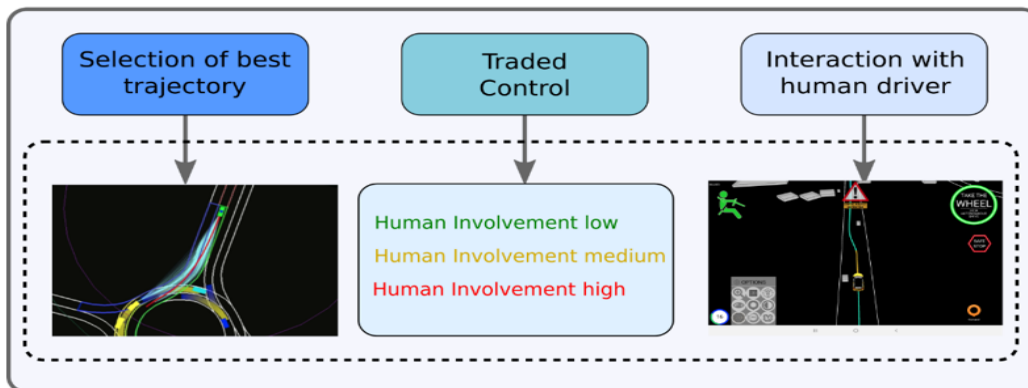 Selection of best
trajectory
Traded
Control
Interaction with
human driver
Human Involvement low
Human Involvement medium
Human Involvement high
TAKE THE
WHEEL
OPTIONS